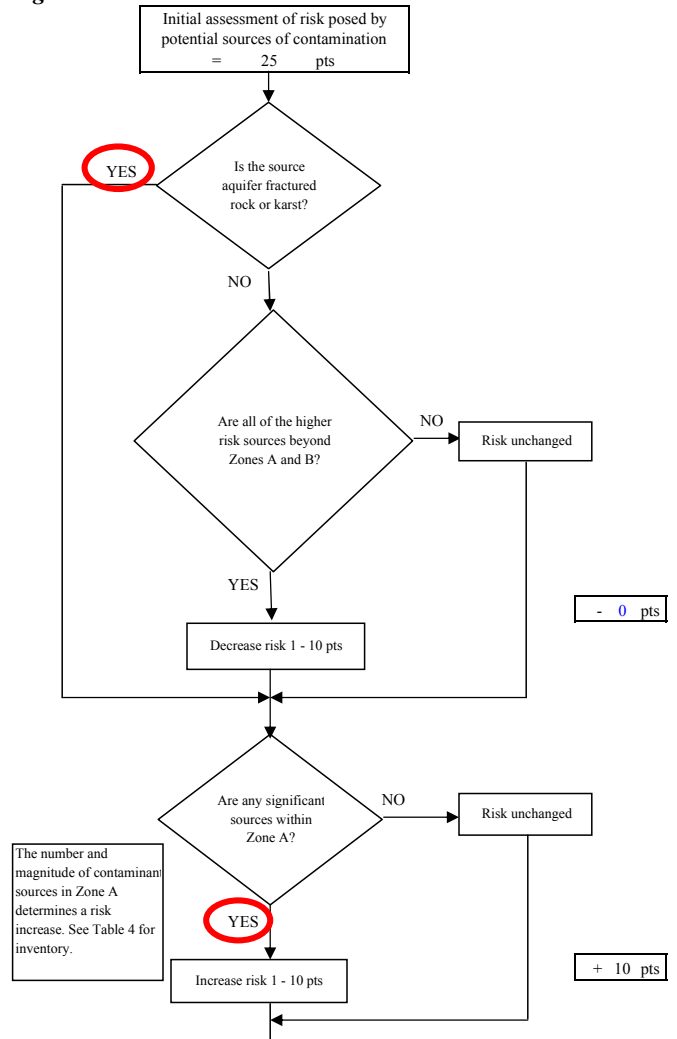 Initial assessment of risk posed by
potential sources of contamination
= 25 pts
YES
Is the source
aquifer fractured
rock or karst?
NO
Are all of the higher
risk sources beyond
Zones A and B?
NO
Risk unchanged
YES
- 0 pts
Decrease risk 1 - 10 pts
Are any significant
sources within
Zone A?
NO
Risk unchanged
The number and
magnitude of contaminant
sources in Zone A
determines a risk
increase. See Table 4 for
inventory.
YES
+ 10 pts
Increase risk 1 - 10 pts